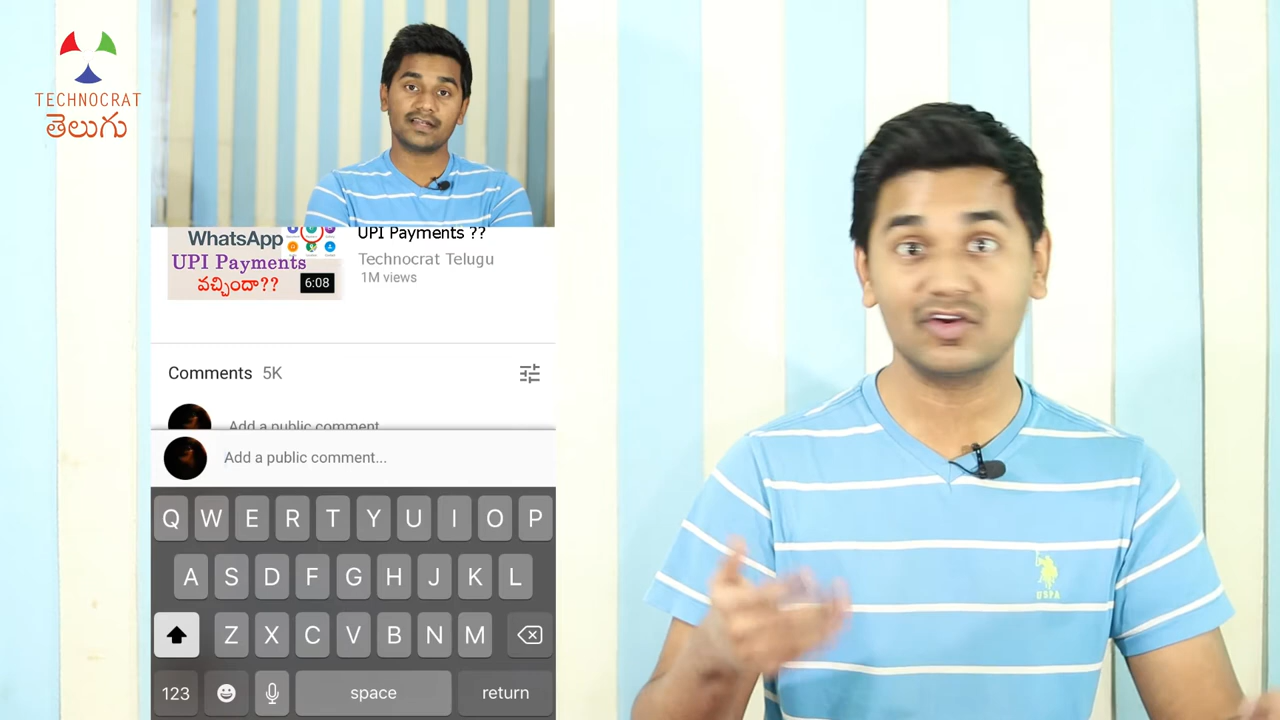 TECHNOCRAT
తెలుగు
WhatsApp
UPI Payments
వచ్చిందా??
6:08
UPI Payments ??
Technocrat Telugu
1M views
Comments 5K
Add a public comment
Add a public comment...
Q W E R T Y U I O P
A S D F G H J K L
Z X C V B N M
123 space return
USPA